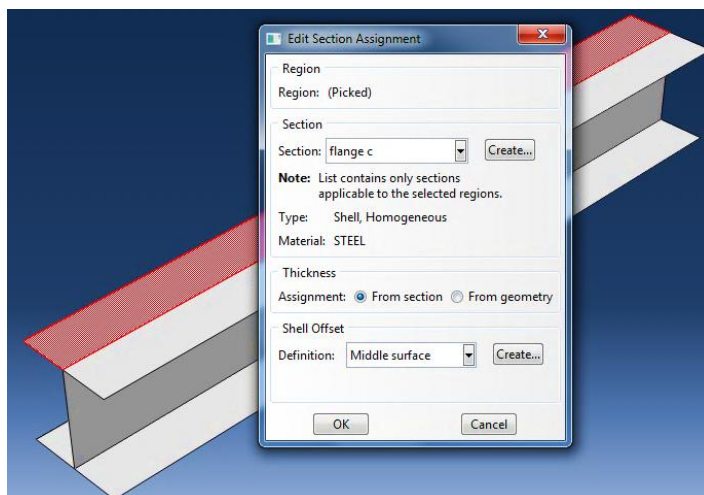 Edit Section Assignment
Region
Region: (Picked)
Section
Section: flange c Create...
Note: List contains only sections
applicable to the selected regions.
Type: Shell, Homogeneous
Material: STEEL
Thickness
Assignment: From section From geometry
Shell Offset
Definition: Middle surface Create...
OK Cancel